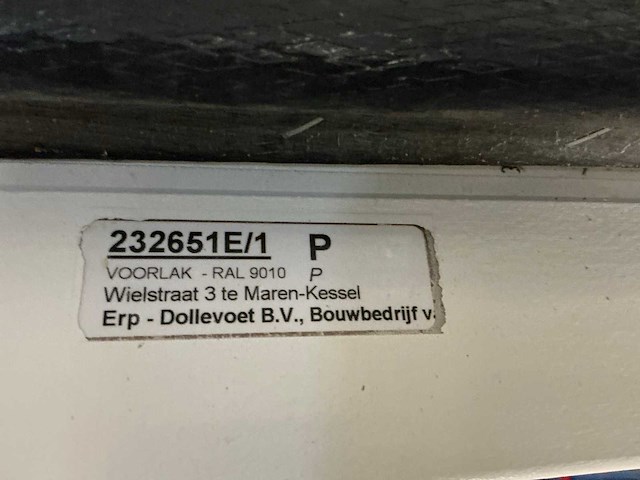 232651E/1 P
VOORLAK - RAL 9010 P
Wielstraat 3 te Maren-Kessel
Erp - Dollevoet B.V., Bouwbedrijf v.